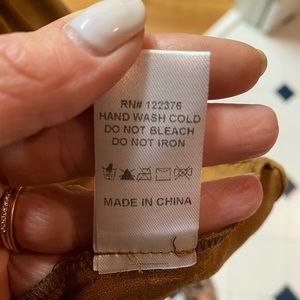 RN# 122376
HAND WASH COLD
DO NOT BLEACH
DO NOT IRON
MADE IN CHINA